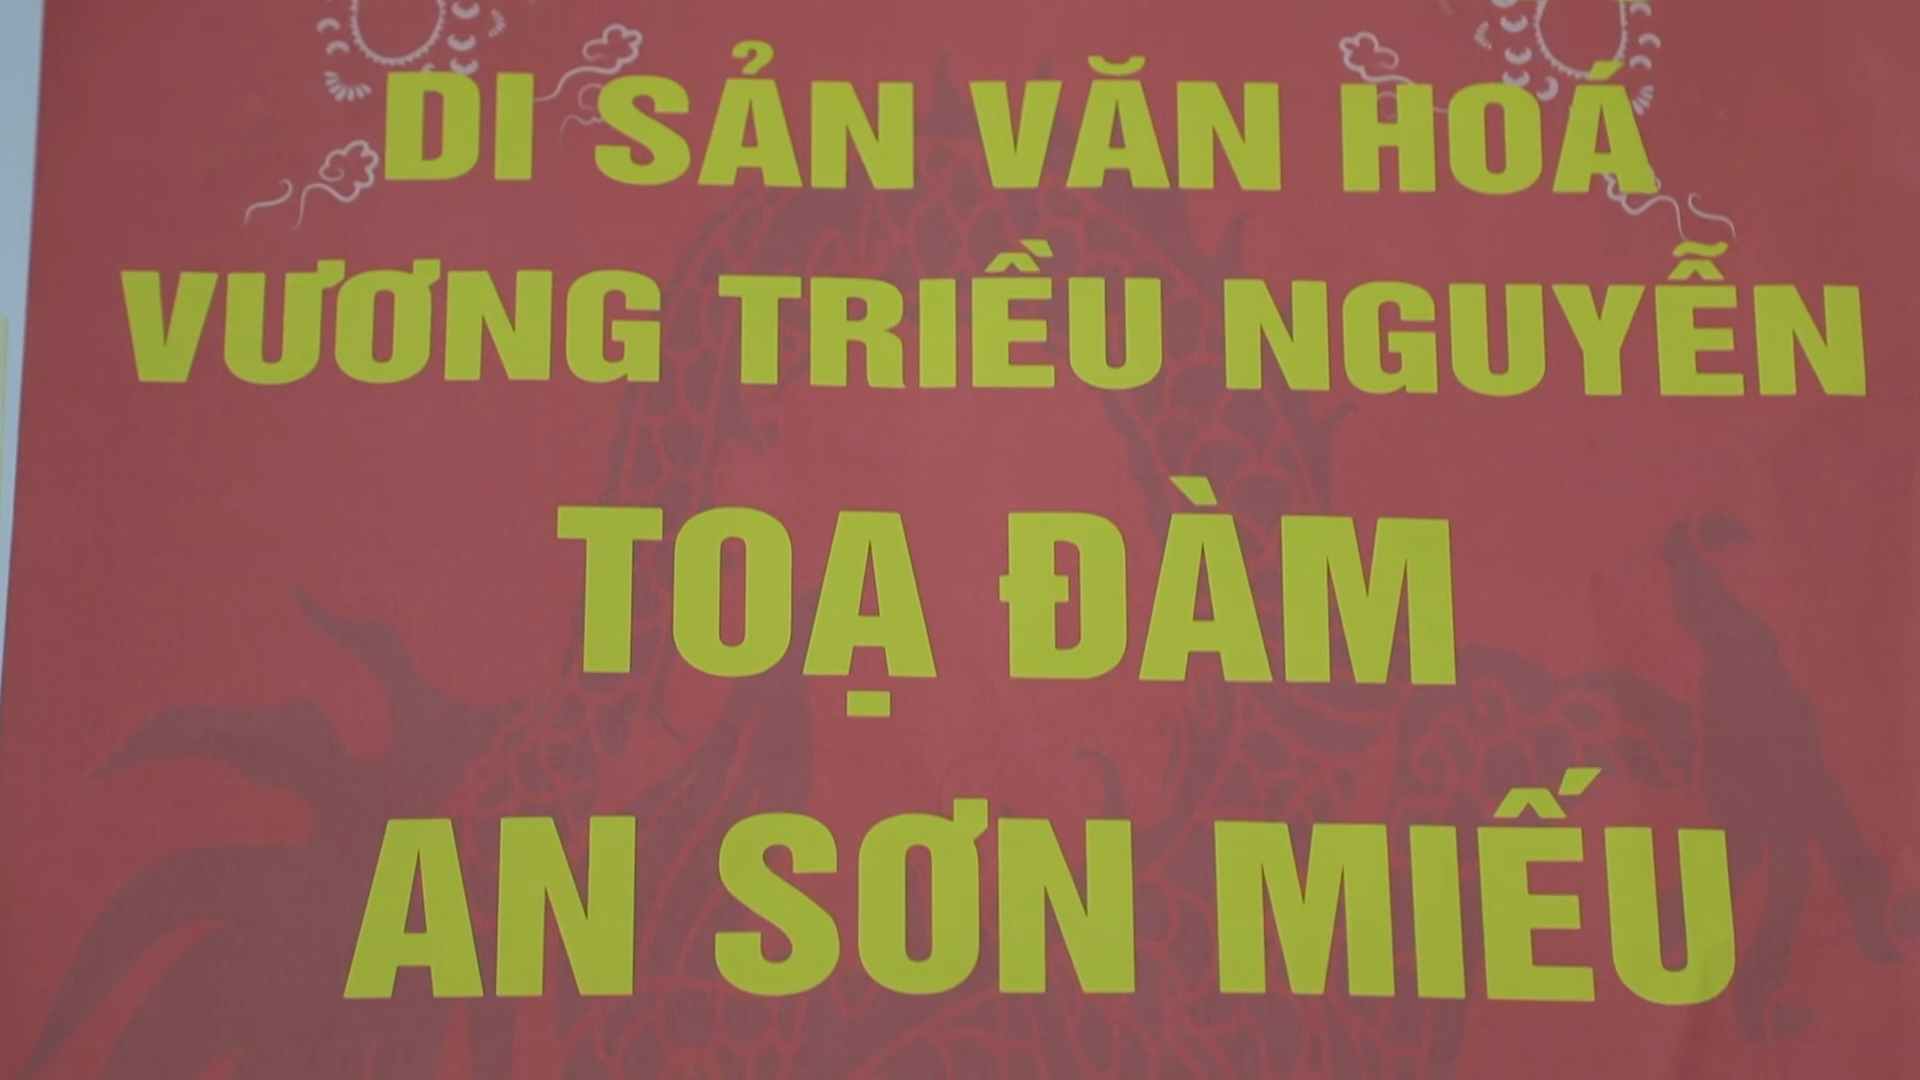 DI SẢN VĂN HOÁ
VƯƠNG TRIỀU NGUYỄN
TOẠ ĐÀM
AN SƠN MIẾU